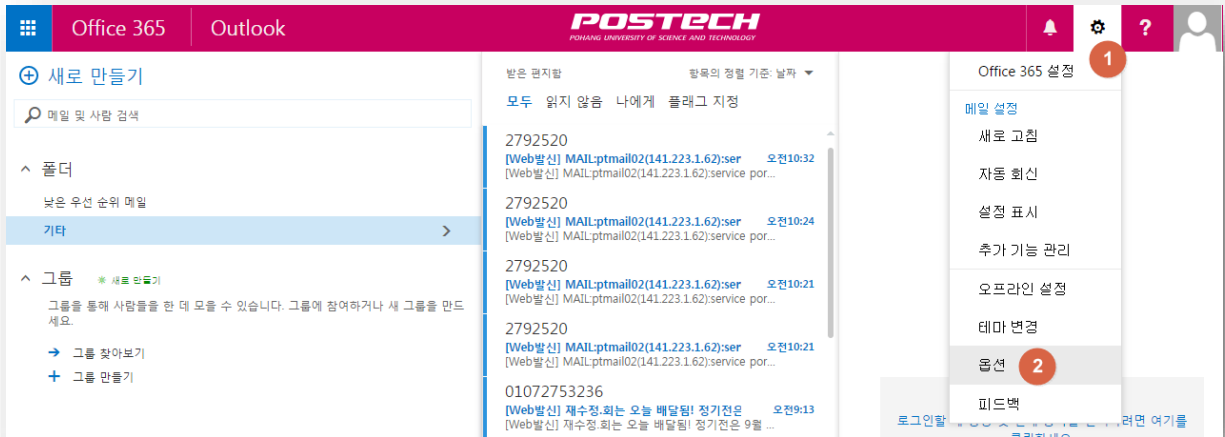 Office 365 Outlook POSTECH ?
POHANG UNIVERSITY OF SCIENCE AND TECHNOLOGY
1
새로 만들기
메일 및 사람 검색
폴더
낮은 우선 순위 메일
기타
그룹 새로 만들기
그룹을 통해 사람들을 한 데 모을 수 있습니다. 그룹에 참여하거나 새 그룹을 만드
세요.
그룹 찾아보기
그룹 만들기
받은 편지함 항목의 정렬 기준: 날짜
모두 읽지 않음 나에게 플래그 지정
2792520
[Web발신] MAIL:ptmail02(141.223.1.62):ser 오전10:32
[Web발신] MAIL:ptmail02(141.223.1.62):service por...
2792520
[Web발신] MAIL:ptmail02(141.223.1.62):ser 오전10:24
[Web발신] MAIL:ptmail02(141.223.1.62):service por...
2792520
[Web발신] MAIL:ptmail02(141.223.1.62):ser 오전10:21
[Web발신] MAIL:ptmail02(141.223.1.62):service por...
2792520
[Web발신] MAIL:ptmail02(141.223.1.62):ser 오전10:21
[Web발신] MAIL:ptmail02(141.223.1.62):service por...
01072753236
[Web발신] 재수정.회는 오늘 배달됨! 정기전은 오전9:13
[Web발신] 재수정.회는 오늘 배달됨! 정기전은 9월 ...
Office 365 설정
메일 설정
새로 고침
자동 회신
설정 표시
추가 기능 관리
오프라인 설정
테마 변경
옵션 2
피드백
로그인할 려면 여기를